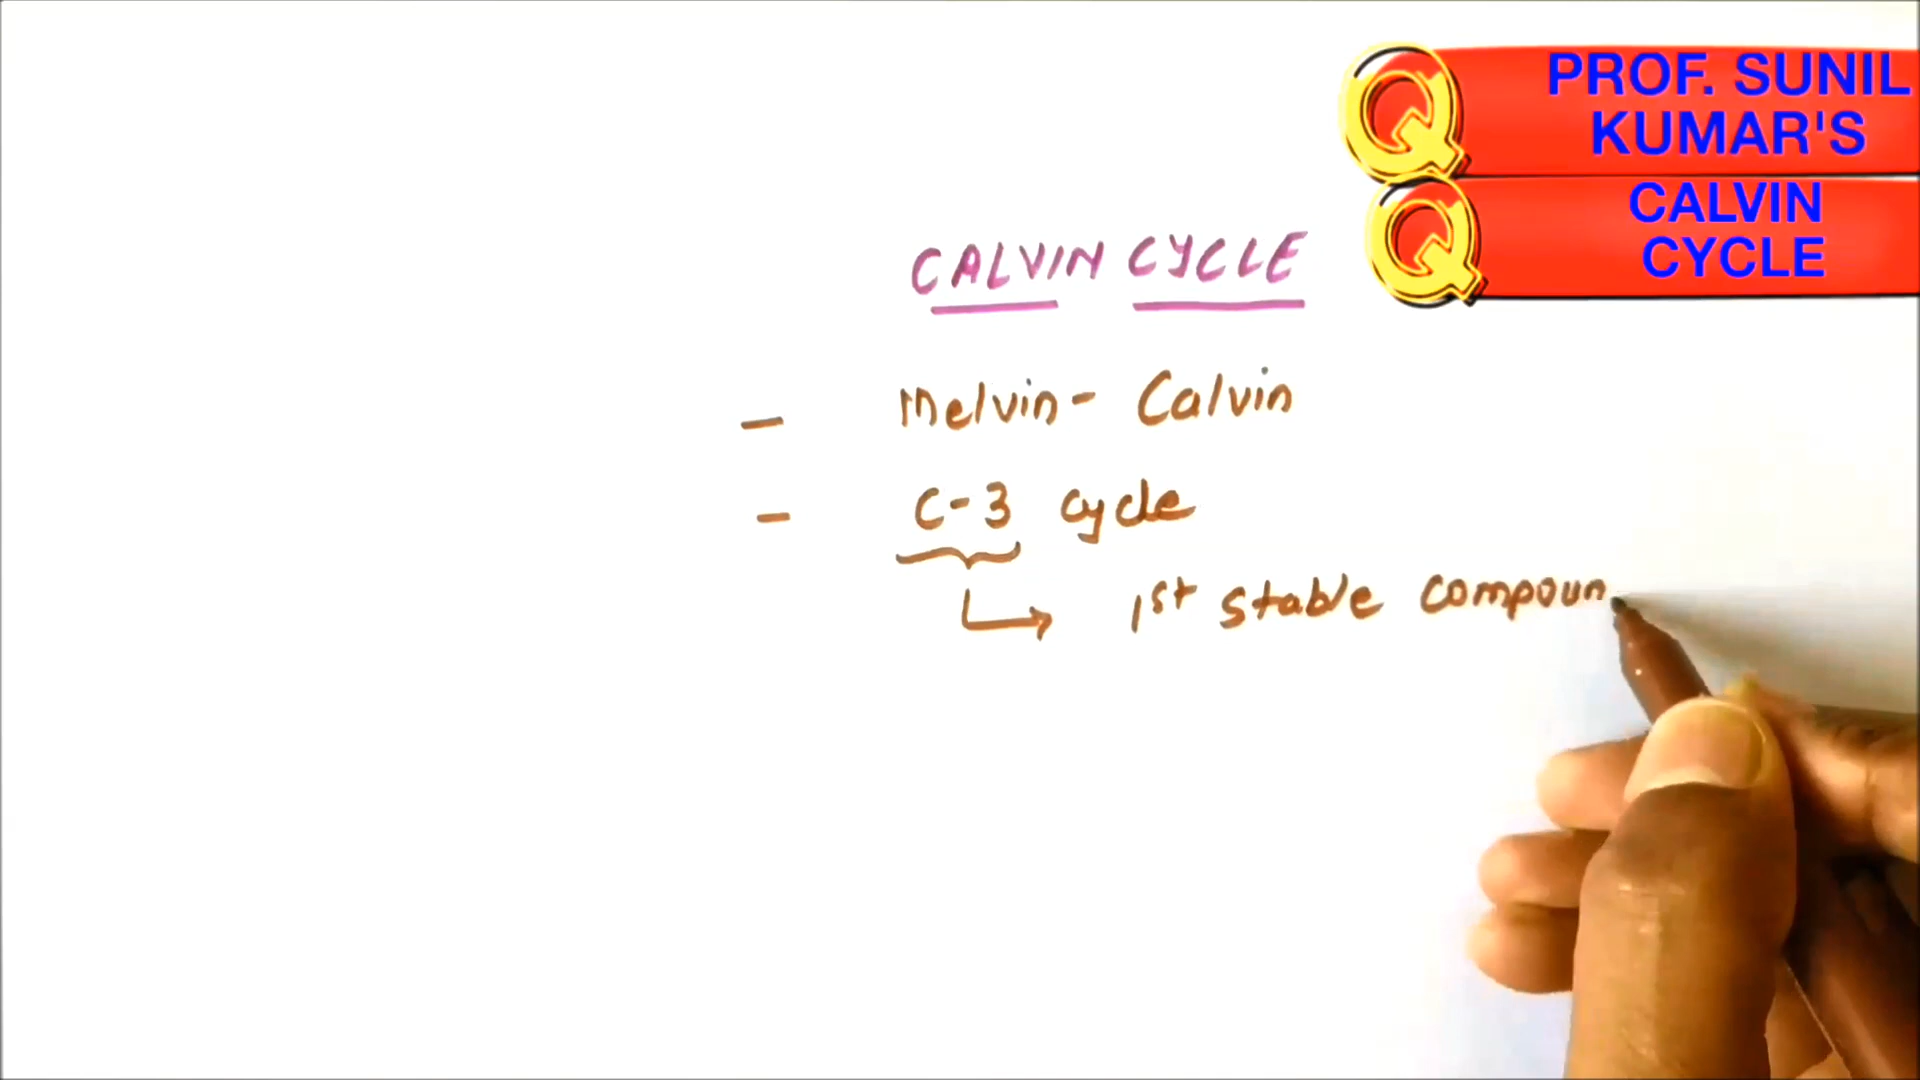 PROF. SUNIL
KUMAR'S
CALVIN
CYCLE
CALVIN CYCLE
- Melvin - Calvin
- C-3 cycle
1st stable compoun